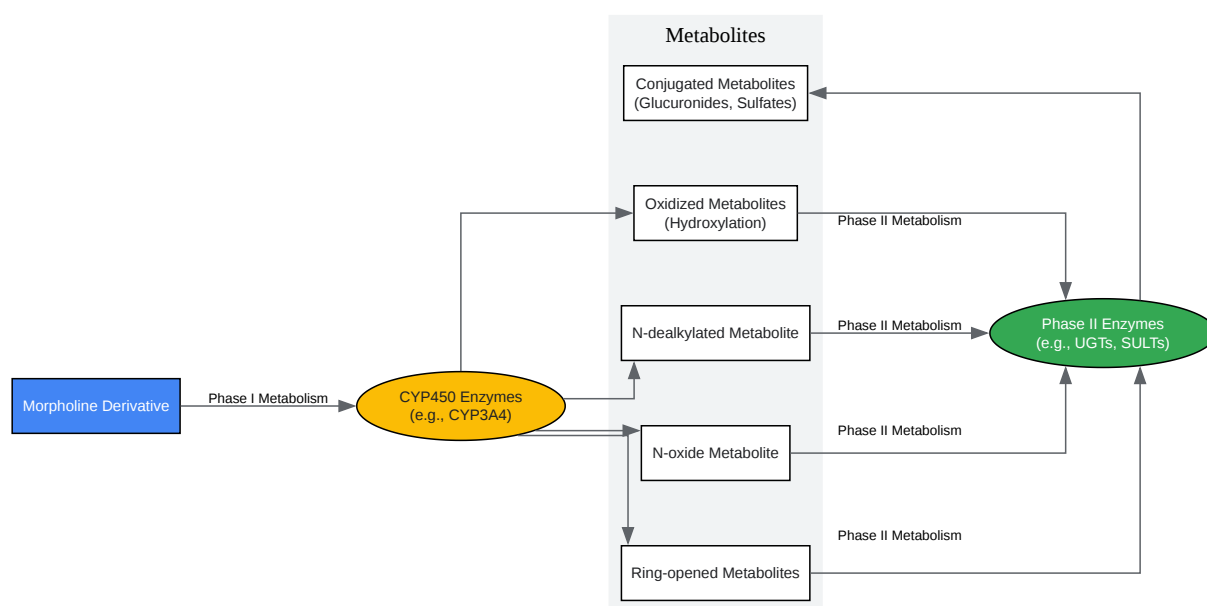 Metabolites
Conjugated Metabolites
(Glucuronides, Sulfates)
Oxidized Metabolites
(Hydroxylation)
Phase II Metabolism
N-dealkylated Metabolite
Phase II Metabolism
Phase II Enzymes
(e.g., UGTs, SULTs)
Morpholine Derivative
Phase I Metabolism
CYP450 Enzymes
(e.g., CYP3A4)
N-oxide Metabolite
Phase II Metabolism
Ring-opened Metabolites
Phase II Metabolism